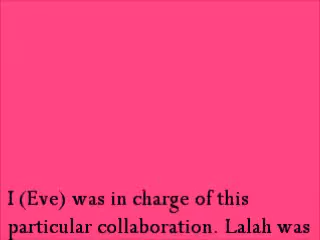 I (Eve) was in charge of this
particular collaboration. Lalah was